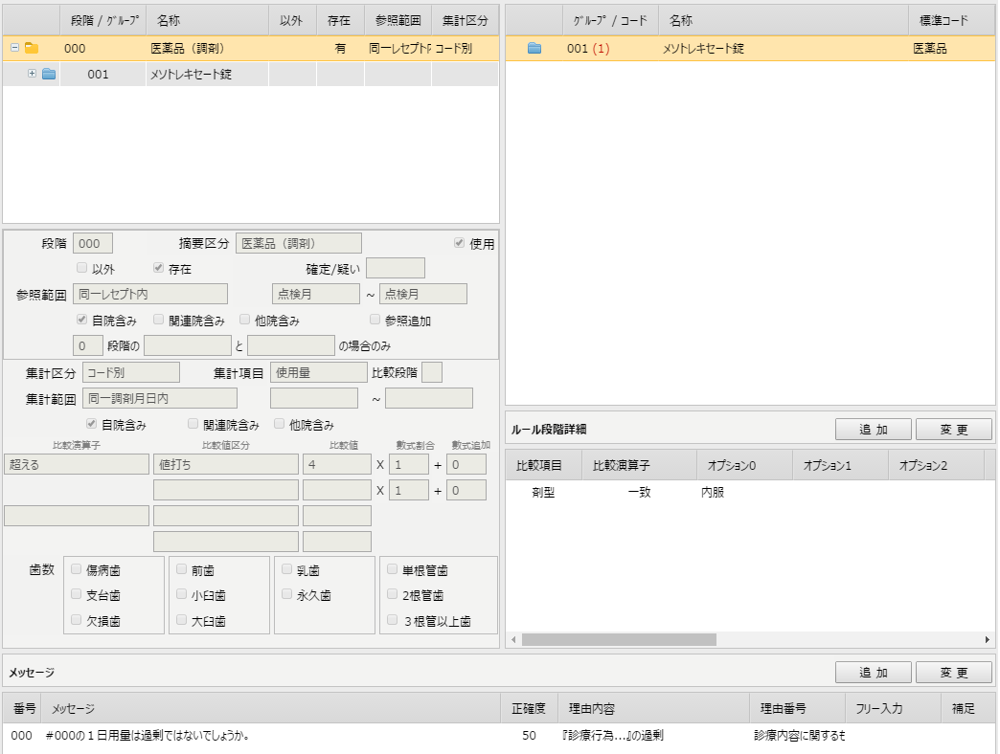 段階 / ｸﾞﾙｰﾌﾟ 名称 以外 存在 参照範囲 集計区分
000 医薬品（調剤） 有 同一レセプト コード別
001 メソトレキセート錠
ｸﾞﾙｰﾌﾟ / コード 名称 標準コード
001 (1) メソトレキセート錠 医薬品
段階 000 摘要区分 医薬品（調剤） 使用
以外 存在 確定/疑い
参照範囲 同一レセプト内 点検月 ~ 点検月
自院含み 関連院含み 他院含み 参照追加
0 段階の と の場合のみ
集計区分 コード別 集計項目 使用量 比較段階
集計範囲 同一調剤月日内 ~
自院含み 関連院含み 他院含み
比較演算子 比較値区分 比較値 数式割合 数式追加
超える 値打ち 4 X 1 + 0
X 1 + 0
歯数 傷病歯 前歯 乳歯 単根管歯
支台歯 小臼歯 永久歯 2根管歯
欠損歯 大臼歯 ３根管以上歯
ルール段階詳細 追 加 変 更
比較項目 比較演算子 オプション0 オプション1 オプション2
剤型 一致 内服
メッセージ 追 加 変 更
番号 メッセージ 正確度 理由内容 理由番号 フリー入力 補足
000 #000の１日用量は過剰ではないでしょうか。 50 『診療行為...』の過剰 診療内容に関するも